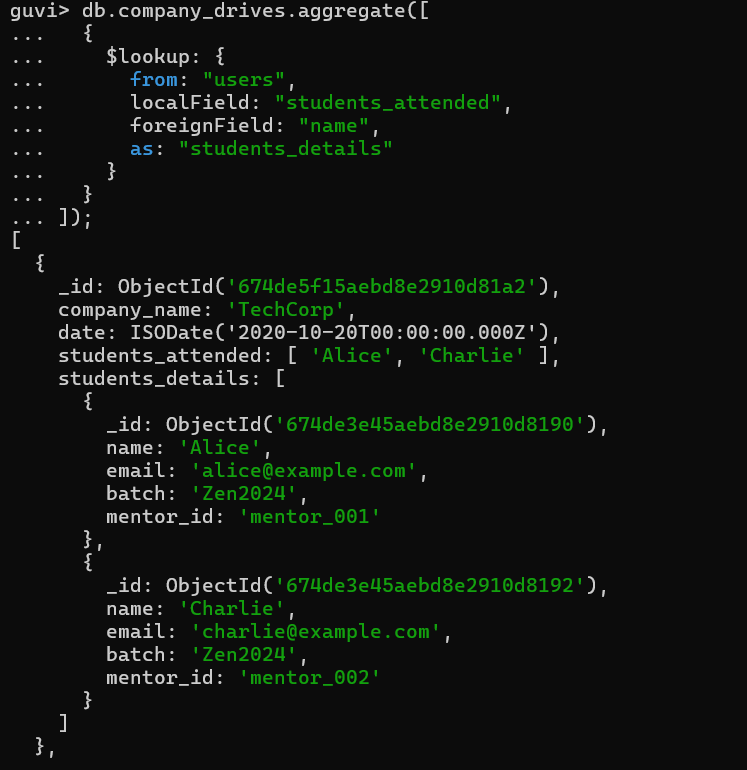 guvi> db.company_drives.aggregate([
...   {
...     $lookup: {
...       from: "users",
...       localField: "students_attended",
...       foreignField: "name",
...       as: "students_details"
...     }
...   }
... ]);
[
  {
    _id: ObjectId('674de5f15aebd8e2910d81a2'),
    company_name: 'TechCorp',
    date: ISODate('2020-10-20T00:00:00.000Z'),
    students_attended: [ 'Alice', 'Charlie' ],
    students_details: [
      {
        _id: ObjectId('674de3e45aebd8e2910d8190'),
        name: 'Alice',
        email: 'alice@example.com',
        batch: 'Zen2024',
        mentor_id: 'mentor_001'
      },
      {
        _id: ObjectId('674de3e45aebd8e2910d8192'),
        name: 'Charlie',
        email: 'charlie@example.com',
        batch: 'Zen2024',
        mentor_id: 'mentor_002'
      }
    ]
  },